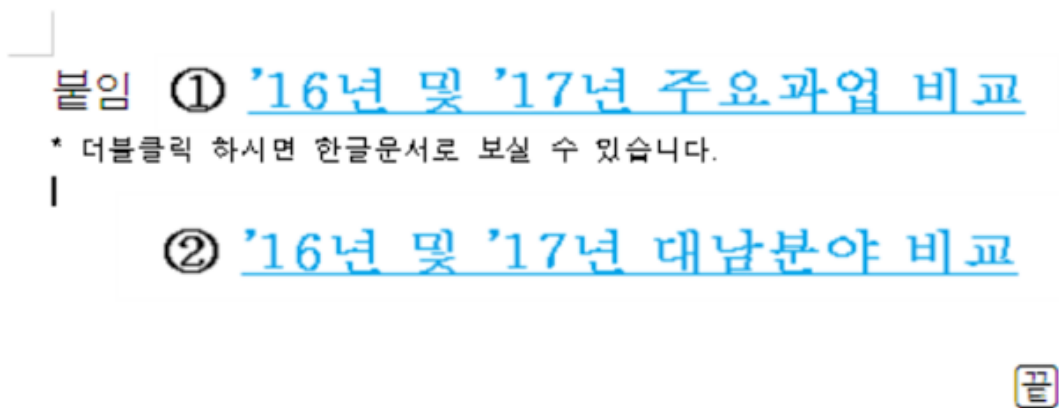 붙임 ① '16년 및 '17년 주요과업 비교
* 더블클릭 하시면 한글문서로 보실 수 있습니다.
② '16년 및 '17년 대남분야 비교
끝